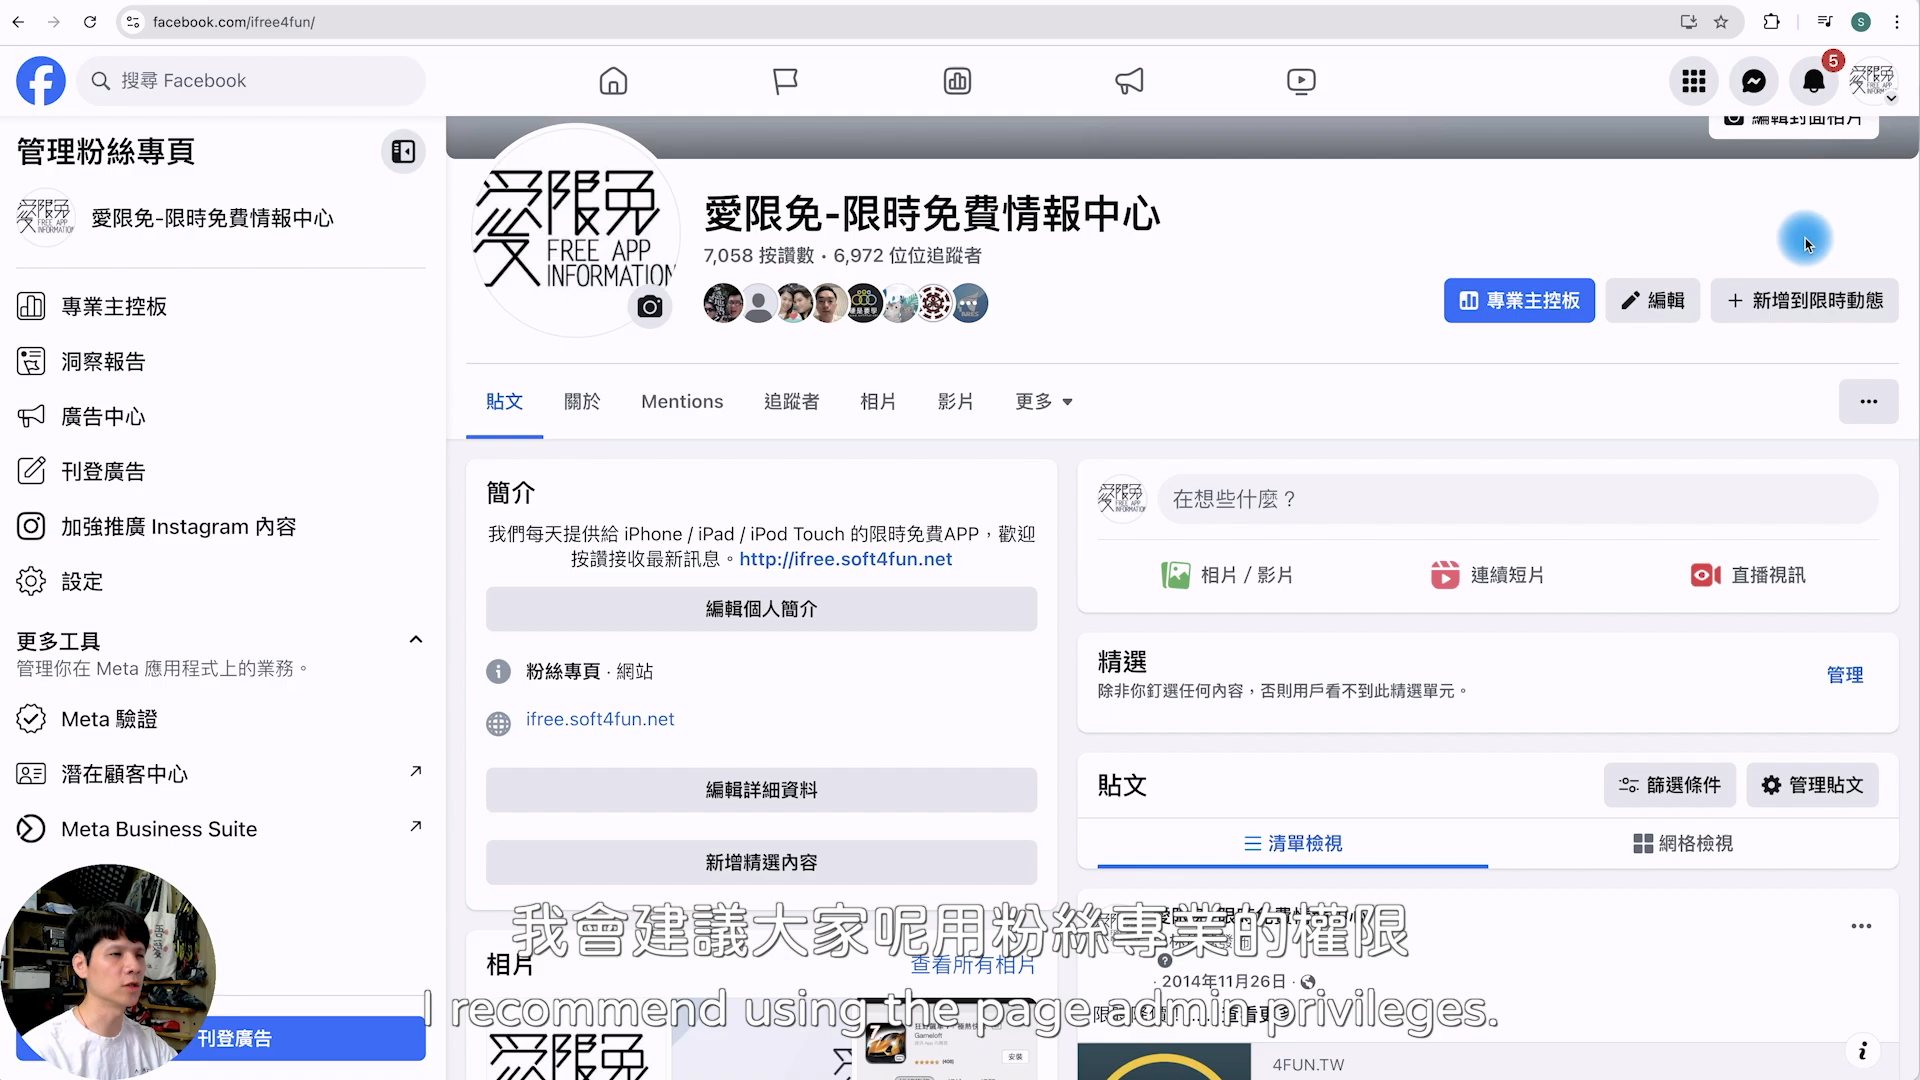 facebook.com/ifree4fun/
S
搜尋 Facebook
5
管理粉絲專頁
愛限免-限時免費情報中心
專業主控板
洞察報告
廣告中心
刊登廣告
加強推廣 Instagram 內容
設定
更多工具
管理你在 Meta 應用程式上的業務。
Meta 驗證
潛在顧客中心
Meta Business Suite
刊登廣告
編輯封面相片
愛限免
FREE APP
INFORMATION
愛限免-限時免費情報中心
7,058 按讚數 · 6,972 位位追蹤者
專業主控板
編輯
新增到限時動態
貼文
關於
Mentions
追蹤者
相片
影片
更多
簡介
我們每天提供給 iPhone / iPad / iPod Touch 的限時免費APP，歡迎
按讚接收最新訊息。http://ifree.soft4fun.net
編輯個人簡介
粉絲專頁 · 網站
ifree.soft4fun.net
編輯詳細資料
新增精選內容
相片
查看所有相片
在想些什麼？
相片 / 影片
連續短片
直播視訊
精選
除非你釘選任何內容，否則用戶看不到此精選單元。
管理
貼文
篩選條件
管理貼文
清單檢視
網格檢視
2014年11月26日
查看更多
4FUN.TW
Gameloft
安裝
我會建議大家呢用粉絲專業的權限
I recommend using the page admin privileges.